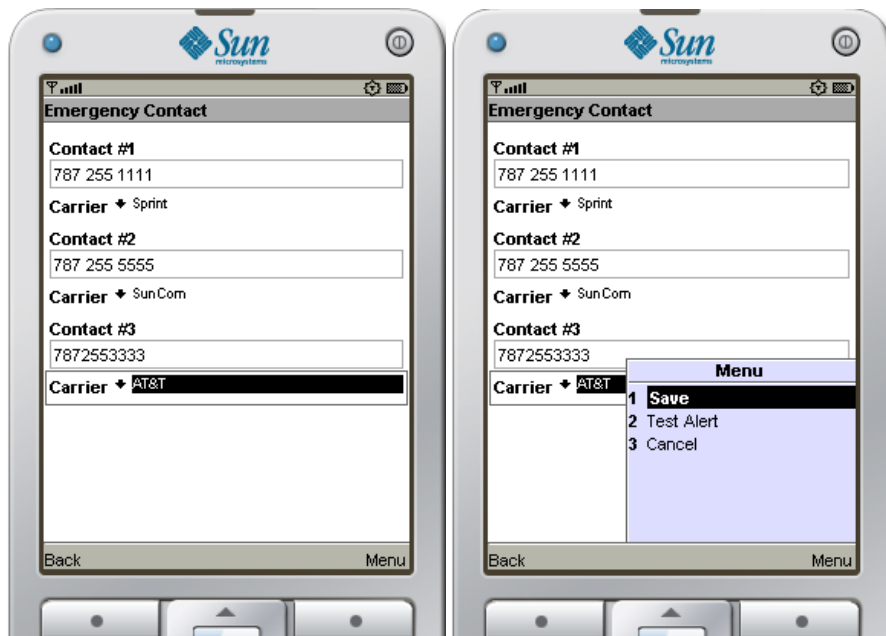 Sun
microsystems
Emergency Contact
Contact #1
787 255 1111
Carrier Sprint
Contact #2
787 255 5555
Carrier SunCom
Contact #3
7872553333
Carrier AT&T
Back Menu
Sun
microsystems
Emergency Contact
Contact #1
787 255 1111
Carrier Sprint
Contact #2
787 255 5555
Carrier SunCom
Contact #3
7872553333
Carrier AT&T
Menu
1 Save
2 Test Alert
3 Cancel
Back Menu